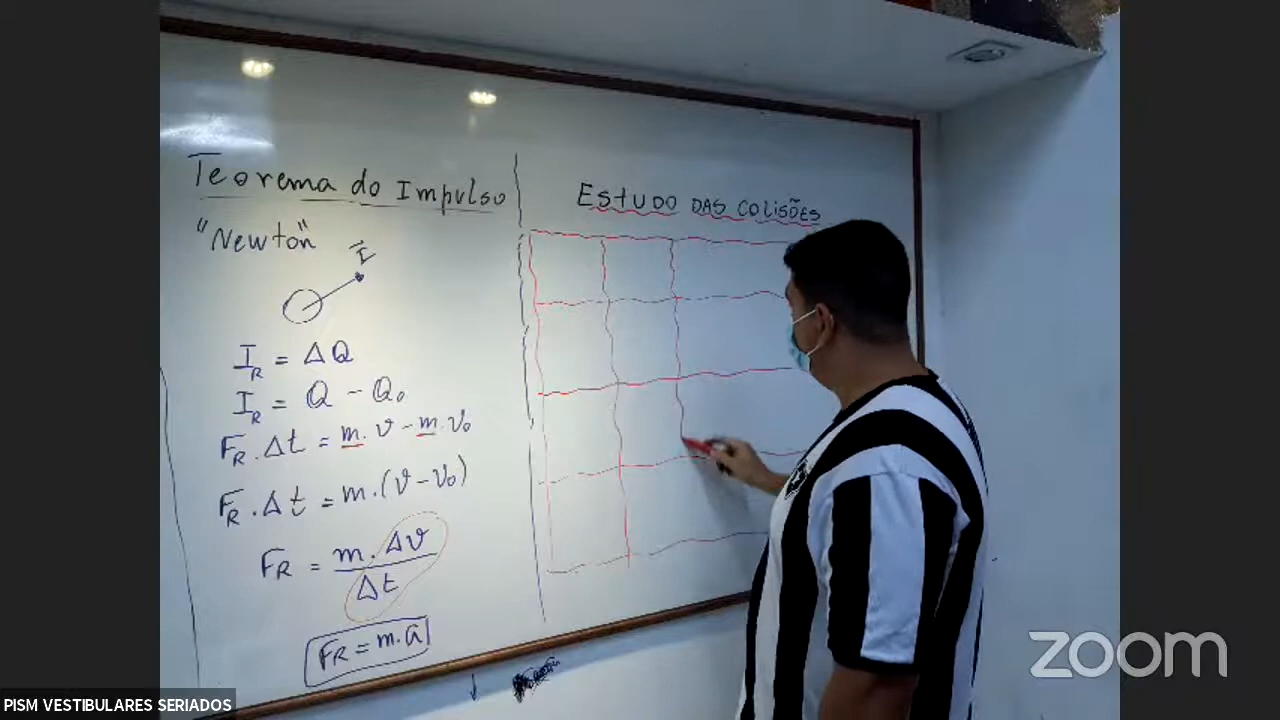 Teorema do Impulso
"Newton"
I
I_R = ΔQ
I_R = Q - Q₀
F_R . Δt = m . v - m . v₀
F_R . Δt = m . (v - v₀)
F_R = m . Δv / Δt
F_R = m . a
ESTUDO DAS COLISÕES
zoom
PISM VESTIBULARES SERIADOS